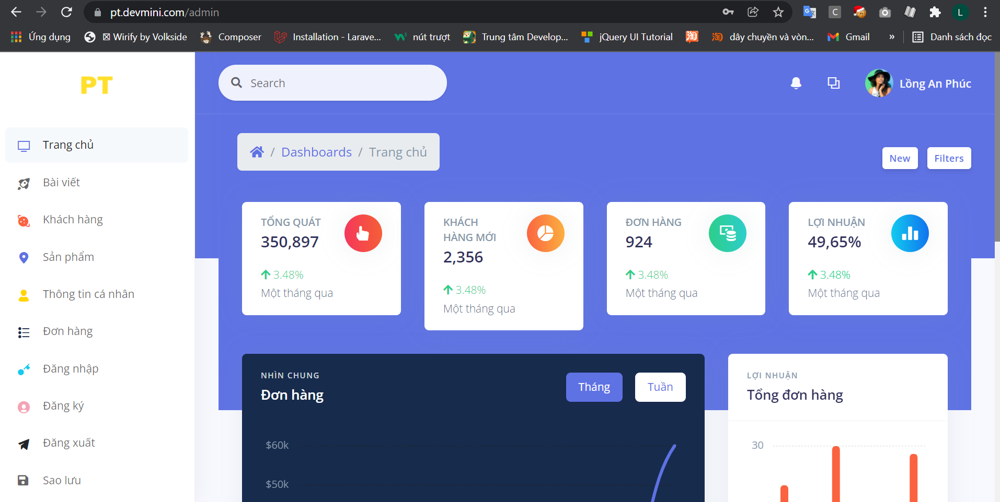 pt.devmini.com/admin
L
Ứng dụng
Wirify by Volkside
Composer
Installation - Larave...
nút trượt
Trung tâm Develop...
jQuery UI Tutorial
dây chuyền và vòn...
Gmail
»
Danh sách đọc
PT
Search
Lồng An Phúc
Trang chủ
Bài viết
Khách hàng
Sản phẩm
Thông tin cá nhân
Đơn hàng
Đăng nhập
Đăng ký
Đăng xuất
Sao lưu
/ Dashboards / Trang chủ
New
Filters
TỔNG QUÁT
350,897
3.48%
Một tháng qua
KHÁCH
HÀNG MỚI
2,356
3.48%
Một tháng qua
ĐƠN HÀNG
924
3.48%
Một tháng qua
LỢI NHUẬN
49,65%
3.48%
Một tháng qua
NHÌN CHUNG
Đơn hàng
Tháng
Tuần
$60k
$50k
LỢI NHUẬN
Tổng đơn hàng
30